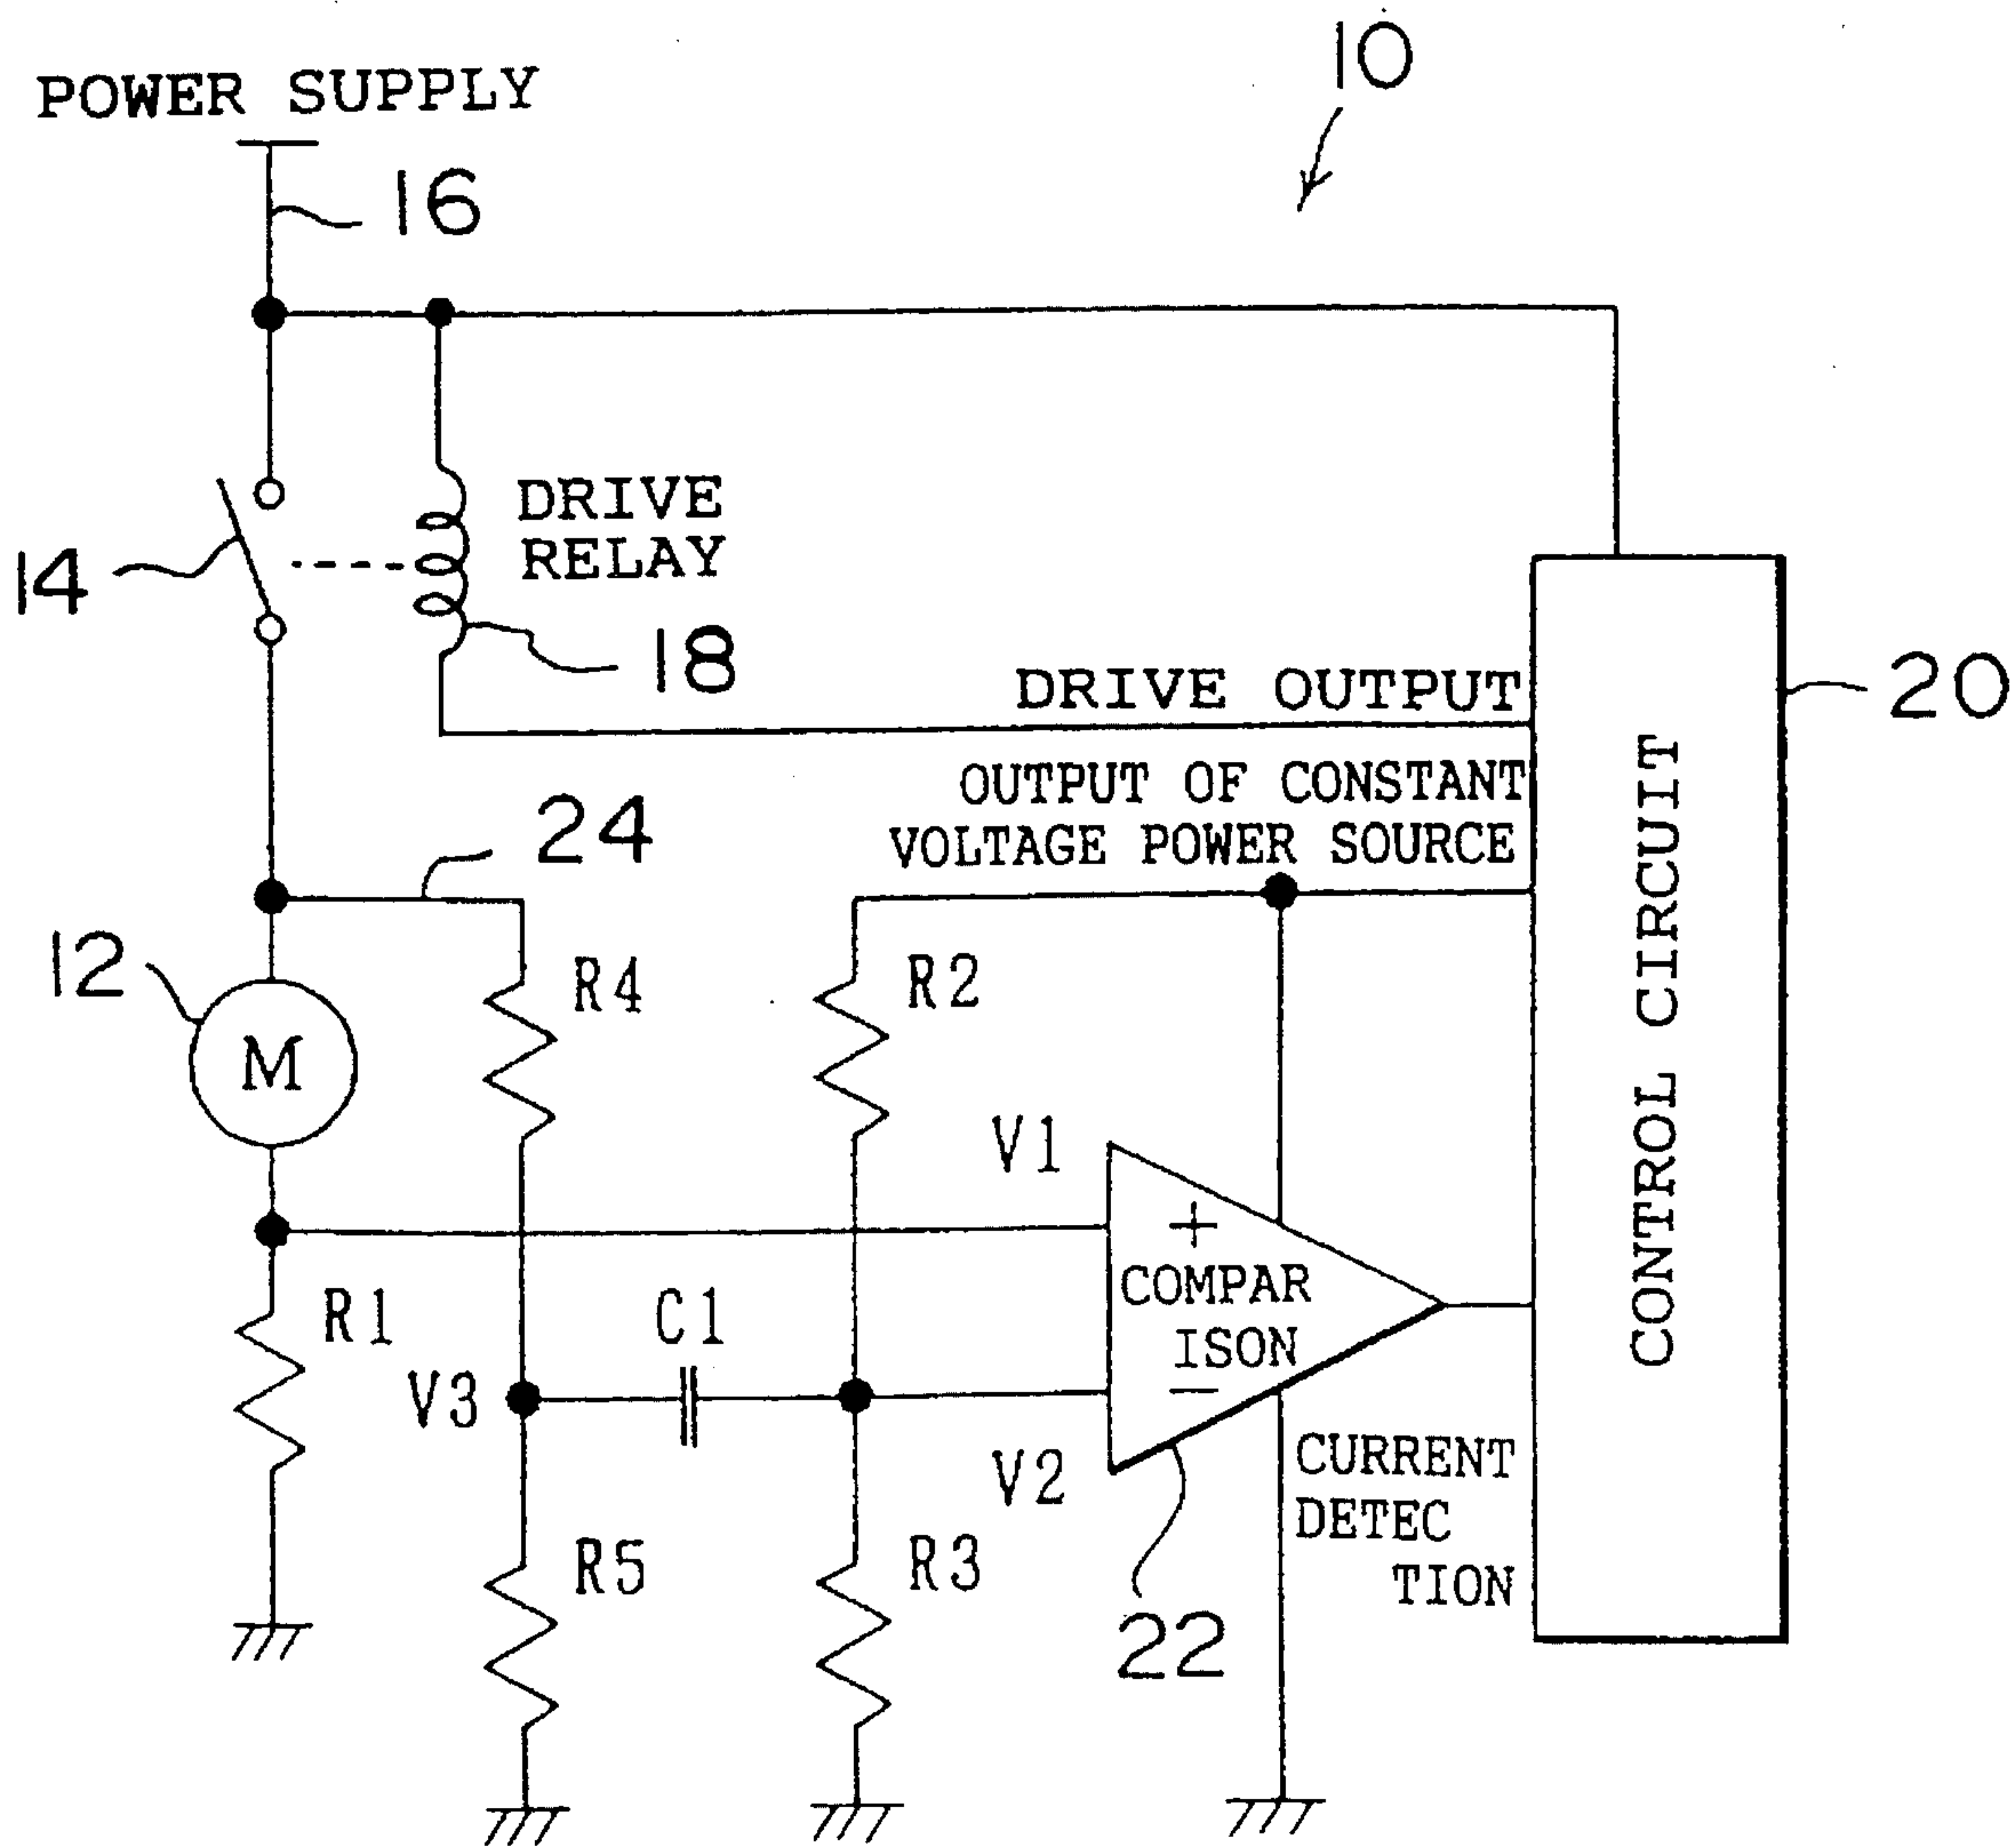 10
POWER SUPPLY
16
DRIVE
RELAY
14
18
DRIVE OUTPUT
20
OUTPUT OF CONSTANT
VOLTAGE POWER SOURCE
24
12
M
R4
R2
CONTROL CIRCUIT
V1
+
COMPAR
ISON
−
R1
C1
V3
V2
CURRENT
DETEC
TION
R5
R3
22